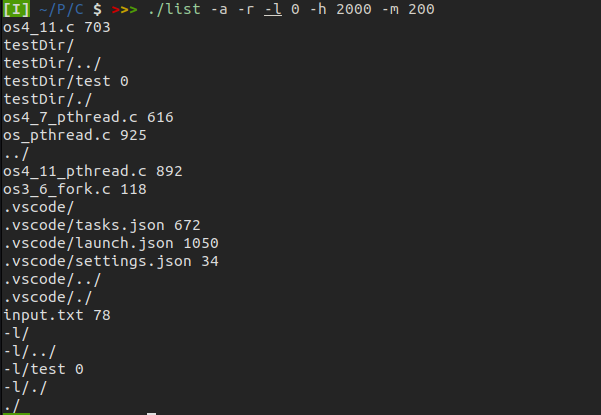 [I] ~/P/C $ >>> ./list -a -r -l 0 -h 2000 -m 200
os4_11.c 703
testDir/
testDir/../
testDir/test 0
testDir/./
os4_7_pthread.c 616
os_pthread.c 925
../
os4_11_pthread.c 892
os3_6_fork.c 118
.vscode/
.vscode/tasks.json 672
.vscode/launch.json 1050
.vscode/settings.json 34
.vscode/../
.vscode/./
input.txt 78
-l/
-l/../
-l/test 0
-l/./
./